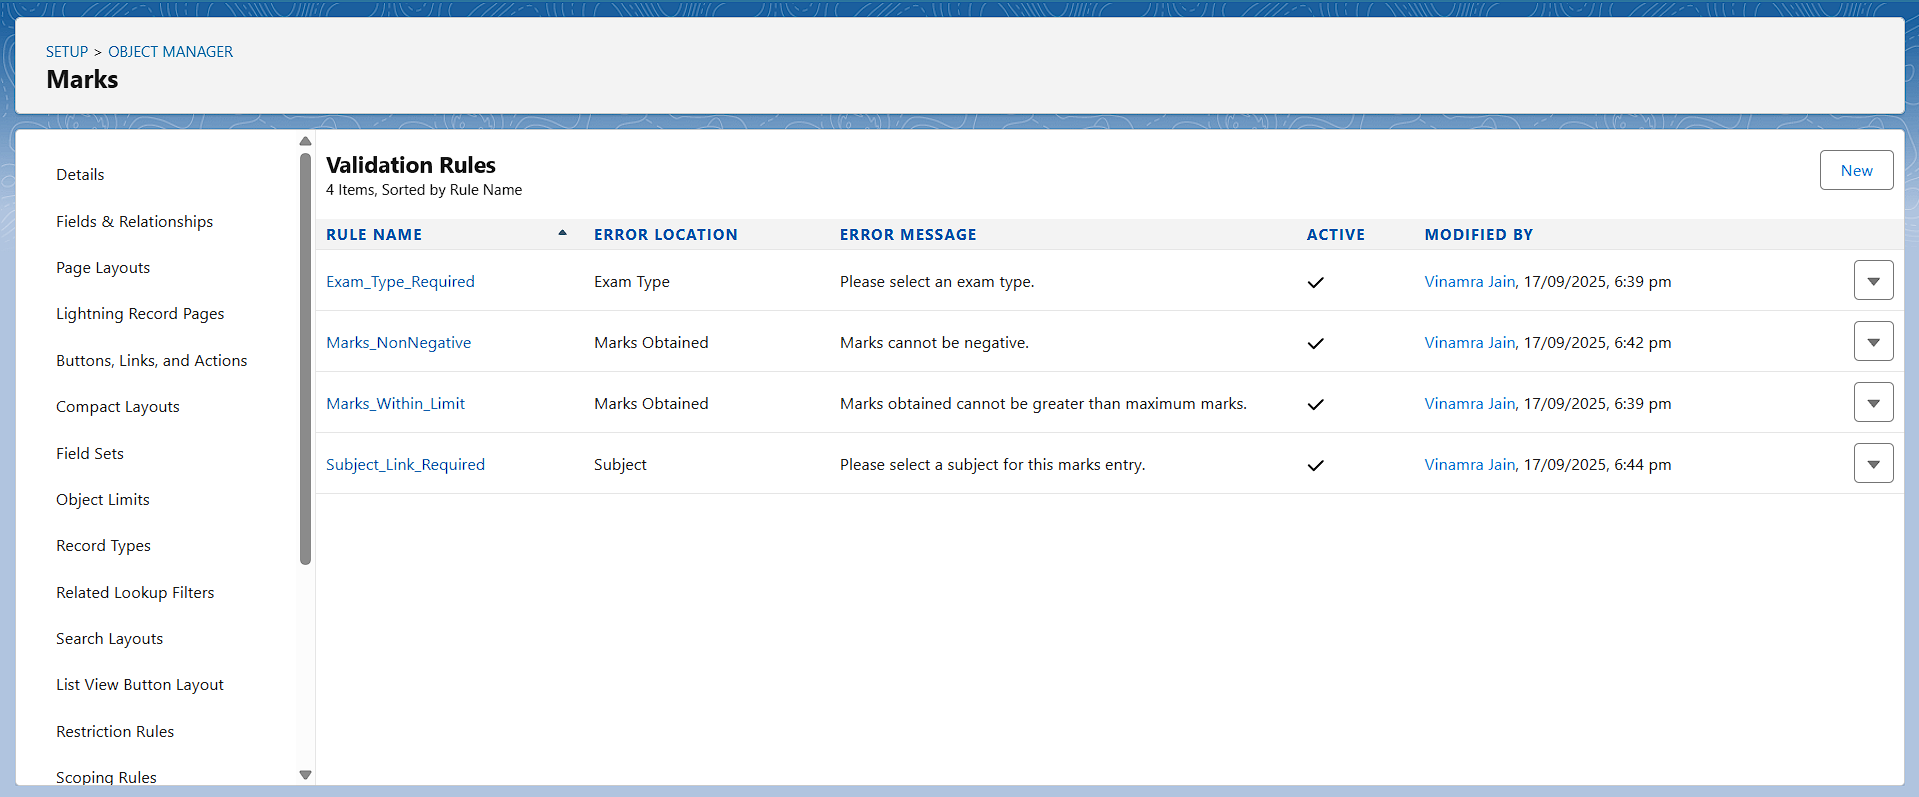 SETUP > OBJECT MANAGER
Marks
Details
Fields & Relationships
Page Layouts
Lightning Record Pages
Buttons, Links, and Actions
Compact Layouts
Field Sets
Object Limits
Record Types
Related Lookup Filters
Search Layouts
List View Button Layout
Restriction Rules
Scoping Rules
Validation Rules
4 Items, Sorted by Rule Name
New
RULE NAME ERROR LOCATION ERROR MESSAGE ACTIVE MODIFIED BY
Exam_Type_Required Exam Type Please select an exam type. Vinamra Jain, 17/09/2025, 6:39 pm
Marks_NonNegative Marks Obtained Marks cannot be negative. Vinamra Jain, 17/09/2025, 6:42 pm
Marks_Within_Limit Marks Obtained Marks obtained cannot be greater than maximum marks. Vinamra Jain, 17/09/2025, 6:39 pm
Subject_Link_Required Subject Please select a subject for this marks entry. Vinamra Jain, 17/09/2025, 6:44 pm